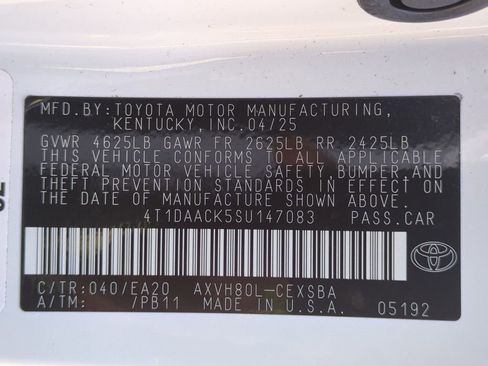 MFD.BY:TOYOTA MOTOR MANUFACTURING,
KENTUCKY,INC.04/25
GVWR 4625LB GAWR FR 2625LB RR 2425LB
THIS VEHICLE CONFORMS TO ALL APPLICABLE
FEDERAL MOTOR VEHICLE SAFETY,BUMPER,AND
THEFT PREVENTION STANDARDS IN EFFECT ON
THE DATE OF MANUFACTURE SHOWN ABOVE.
4T1DAACK5SU147083 PASS.CAR
C/TR:040/EA20 AXVH80L-CEXSBA
A/TM: /PB11 MADE IN U.S.A. 05192